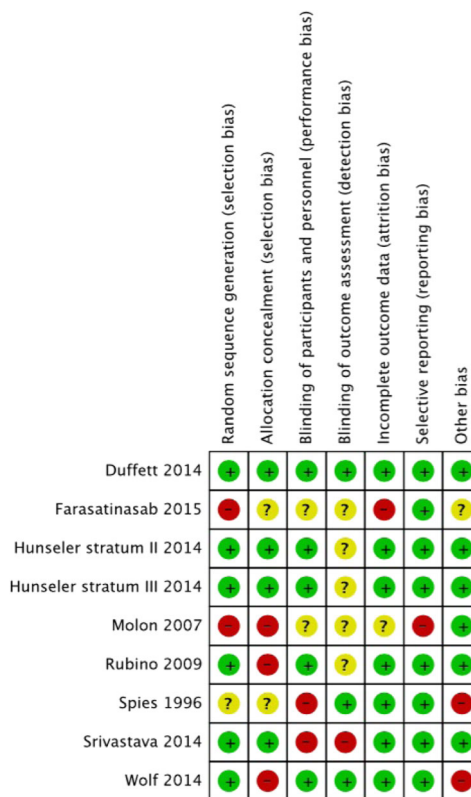 Random sequence generation (selection bias)
Allocation concealment (selection bias)
Blinding of participants and personnel (performance bias)
Blinding of outcome assessment (detection bias)
Incomplete outcome data (attrition bias)
Selective reporting (reporting bias)
Other bias
Duffett 2014 + + + + + + +
Farasatinasab 2015 - ? ? ? - + ?
Hunseler stratum II 2014 + + + ? + + +
Hunseler stratum III 2014 + + + ? + + +
Molon 2007 - - ? ? ? - +
Rubino 2009 + - + ? + + +
Spies 1996 ? ? - + + + -
Srivastava 2014 + + - - + + +
Wolf 2014 + - + + + + -